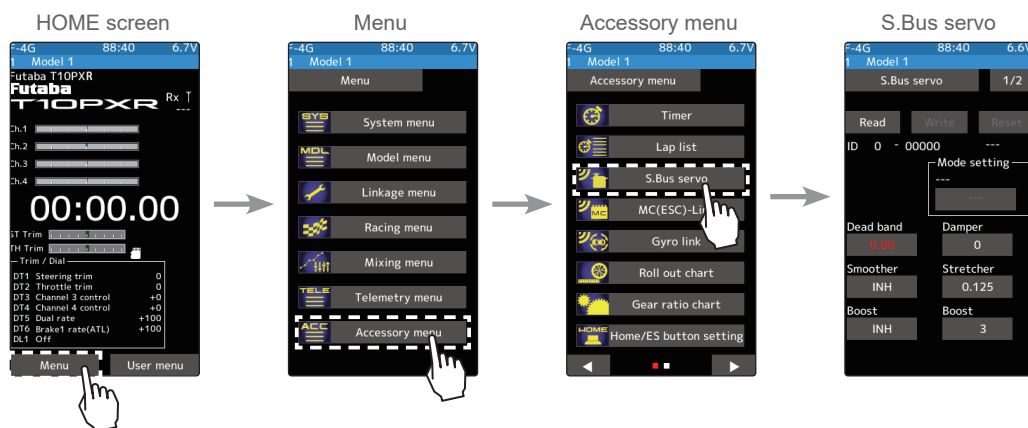 HOME screen
F-4G 88:40 6.7V
1 Model 1
Futaba T10PXR
Futaba
T10PXR Rx
---
Ch.1
Ch.2
Ch.3
Ch.4
00:00.00
ST Trim
TH Trim
Trim / Dial
DT1 Steering trim 0
DT2 Throttle trim 0
DT3 Channel 3 control +0
DT4 Channel 4 control +0
DT5 Dual rate +100
DT6 Brake1 rate(ATL) +100
DL1 Off
Menu User menu
Menu
F-4G 88:40 6.7V
1 Model 1
Menu
SYS System menu
MDL Model menu
Linkage menu
Racing menu
Mixing menu
TELE Telemetry menu
ACC Accessory menu
Accessory menu
F-4G 88:40 6.7V
1 Model 1
Accessory menu
Timer
Lap list
S.Bus servo
MC MC(ESC)-Li
Gyro link
Roll out chart
Gear ratio chart
HOME Home/ES button setting
S.Bus servo
F-4G 88:40 6.6V
1 Model 1
S.Bus servo 1/2
Read Write Reset
ID 0 - 00000 ---
Mode setting
---
---
Dead band Damper
0.00 0
Smoother Stretcher
INH 0.125
Boost Boost
INH 3